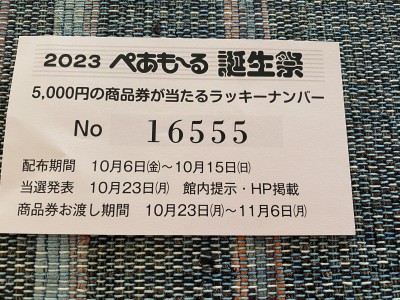 2023 ぺあも~る 誕生祭
5,000円の商品券が当たるラッキーナンバー
No 16555
配布期間 10月6日㈮～10月15日㈰
当選発表 10月23日㈪ 館内提示・HP掲載
商品券お渡し期間 10月23日㈪～11月6日㈪